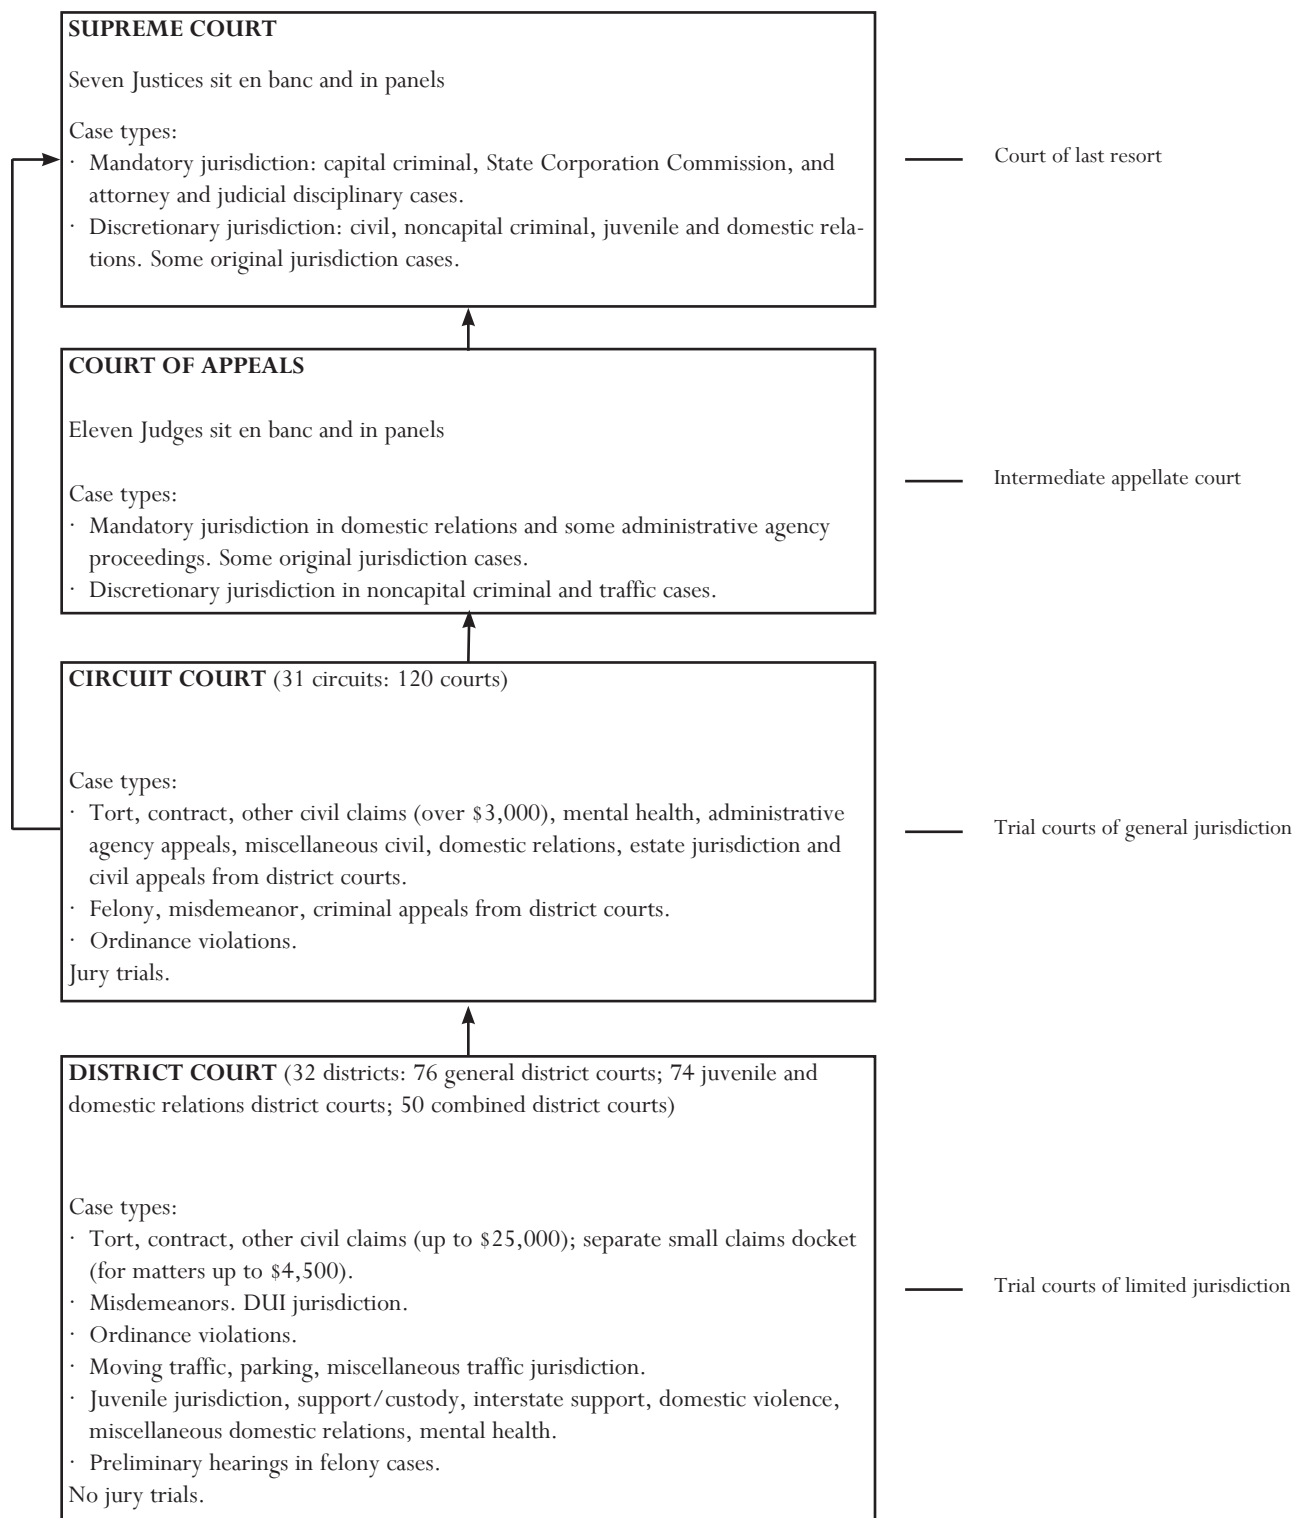 SUPREME COURT
Seven Justices sit en banc and in panels
Case types:
· Mandatory jurisdiction: capital criminal, State Corporation Commission, and
attorney and judicial disciplinary cases.
· Discretionary jurisdiction: civil, noncapital criminal, juvenile and domestic rela-
tions. Some original jurisdiction cases.
Court of last resort
COURT OF APPEALS
Eleven Judges sit en banc and in panels
Case types:
· Mandatory jurisdiction in domestic relations and some administrative agency
proceedings. Some original jurisdiction cases.
· Discretionary jurisdiction in noncapital criminal and traffic cases.
Intermediate appellate court
CIRCUIT COURT (31 circuits: 120 courts)
Case types:
· Tort, contract, other civil claims (over $3,000), mental health, administrative
agency appeals, miscellaneous civil, domestic relations, estate jurisdiction and
civil appeals from district courts.
· Felony, misdemeanor, criminal appeals from district courts.
· Ordinance violations.
Jury trials.
Trial courts of general jurisdiction
DISTRICT COURT (32 districts: 76 general district courts; 74 juvenile and
domestic relations district courts; 50 combined district courts)
Case types:
· Tort, contract, other civil claims (up to $25,000); separate small claims docket
(for matters up to $4,500).
· Misdemeanors. DUI jurisdiction.
· Ordinance violations.
· Moving traffic, parking, miscellaneous traffic jurisdiction.
· Juvenile jurisdiction, support/custody, interstate support, domestic violence,
miscellaneous domestic relations, mental health.
· Preliminary hearings in felony cases.
No jury trials.
Trial courts of limited jurisdiction